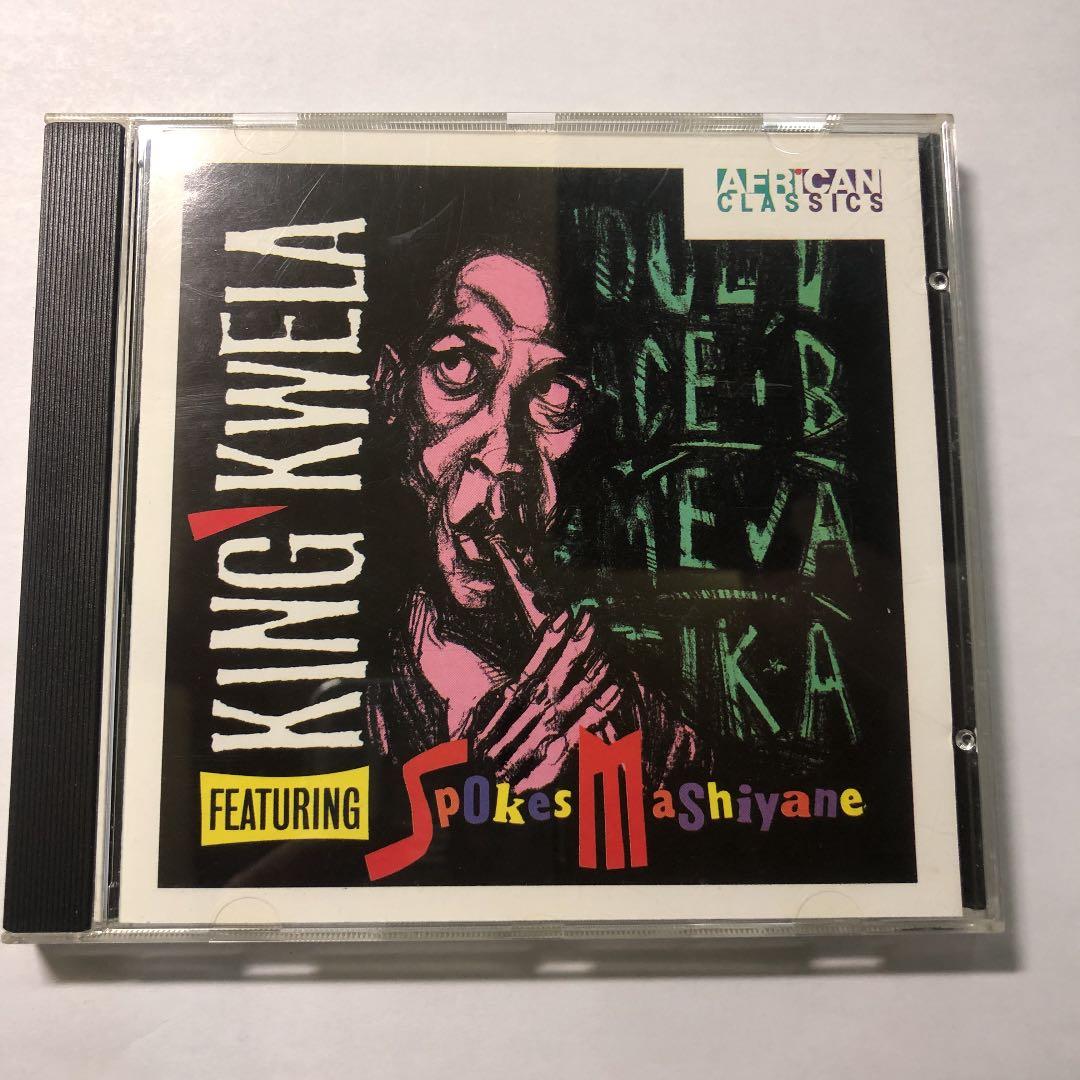 AFRiCAN
CLASSICS
KING' KWELA
FEATURING
SpOkes MaShiyane